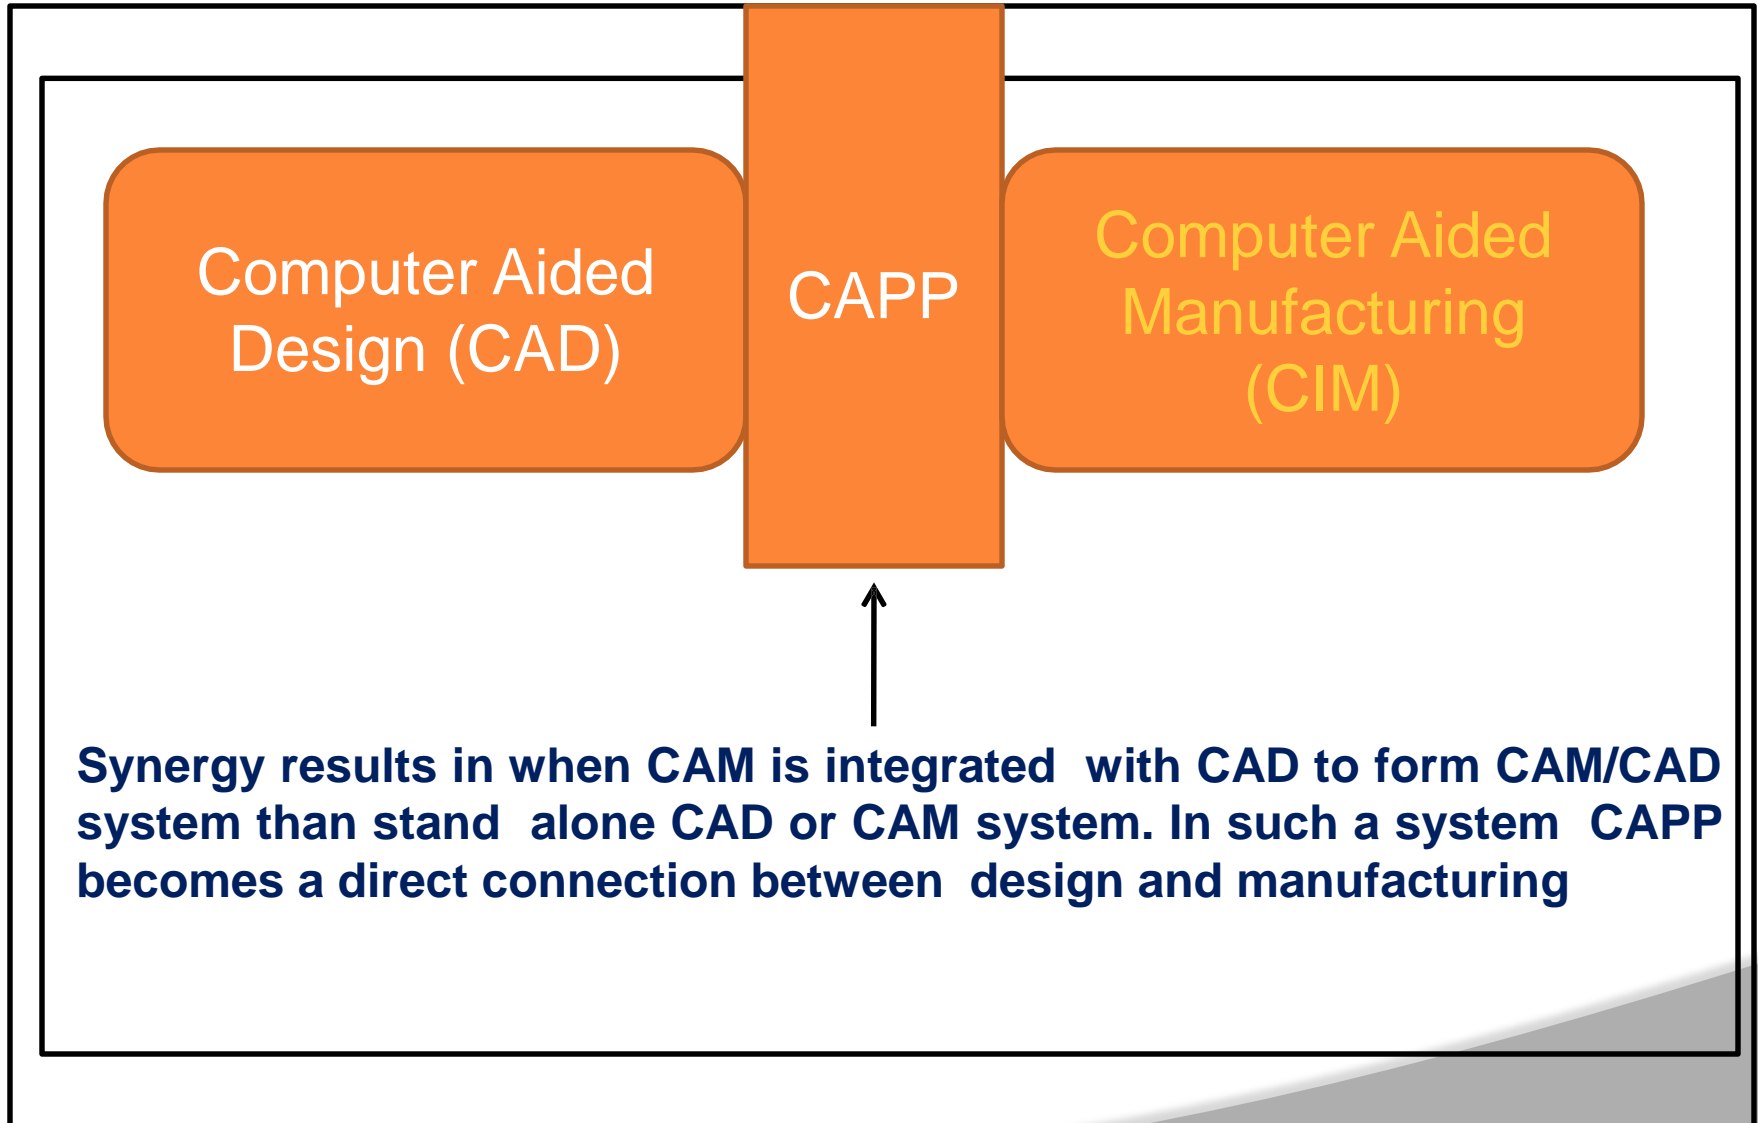 Computer Aided
Design (CAD)
CAPP
Computer Aided
Manufacturing
(CIM)
Synergy results in when CAM is integrated with CAD to form CAM/CAD
system than stand alone CAD or CAM system. In such a system CAPP
becomes a direct connection between design and manufacturing